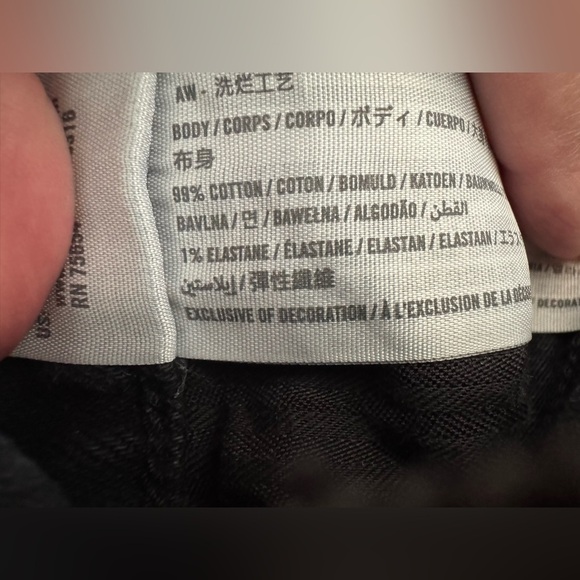 AW - 洗烂工艺
BODY / CORPS / CORPO / ボディ / CUERPO /
布身
99% COTTON / COTON / BOMULD / KATOEN /
BAVLNA / 면 / BAWEŁNA / ALGODÃO / القطن
1% ELASTANE / ÉLASTANE / ELASTAN / ELASTAAN /
إيلاستين / 彈性纖維
EXCLUSIVE OF DECORATION / À L'EXCLUSION DE LA